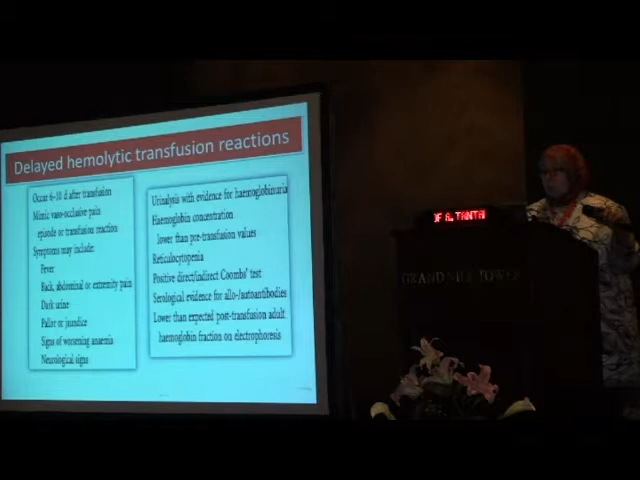 Delayed hemolytic transfusion reactions
Occur 6-10 d after transfusion
Mimic vaso-occlusive pain
episode or transfusion reaction
Symptoms may include:
Fever
Back, abdominal or extremity pain
Dark urine
Pallor or jaundice
Signs of worsening anaemia
Neurological signs
Urinalysis with evidence for haemoglobinuria
Haemoglobin concentration
lower than pre-transfusion values
Reticulocytopenia
Positive direct/indirect Coombs' test
Serological evidence for allo-/autoantibodies
Lower than expected post-transfusion adult
haemoglobin fraction on electrophoresis
OF A. TANTA
GRAND NILE TOWER